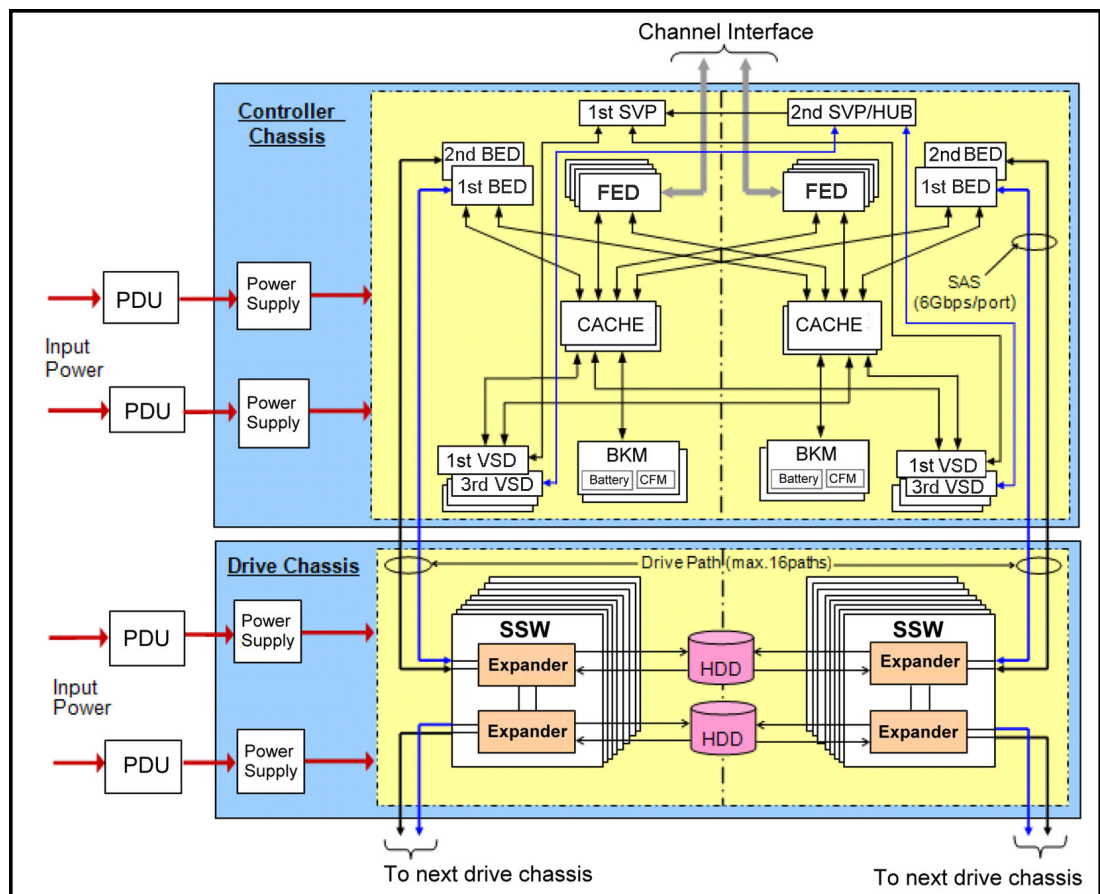 Channel Interface
Controller
Chassis
1st SVP
2nd SVP/HUB
2nd BED
1st BED
FED
FED
2nd BED
1st BED
SAS
(6Gbps/port)
PDU
Power
Supply
CACHE
CACHE
Input
Power
PDU
Power
Supply
1st VSD
3rd VSD
BKM
Battery
CFM
BKM
Battery
CFM
1st VSD
3rd VSD
Drive Chassis
Drive Path (max.16paths)
PDU
Power
Supply
SSW
Expander
HDD
SSW
Expander
Input
Power
PDU
Power
Supply
Expander
HDD
Expander
To next drive chassis
To next drive chassis